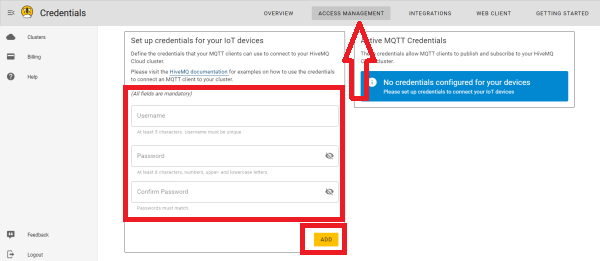 Credentials
OVERVIEW
ACCESS MANAGEMENT
INTEGRATIONS
WEB CLIENT
GETTING STARTED
Clusters
Billing
Help
Feedback
Logout
Set up credentials for your IoT devices
Define the credentials that your MQTT clients can use to connect to your HiveMQ
Cloud cluster.
Please visit the HiveMQ documentation for examples on how to use the credentials
to connect an MQTT client to your cluster.
(All fields are mandatory)
Username
At least 5 characters. Username must be unique
Password
At least 8 characters, numbers, upper- and lowercase letters
Confirm Password
Passwords must match
ADD
Active MQTT Credentials
credentials allow MQTT clients to publish and subscribe to your HiveMQ
cluster.
No credentials configured for your devices
Please set up credentials to connect your IoT devices